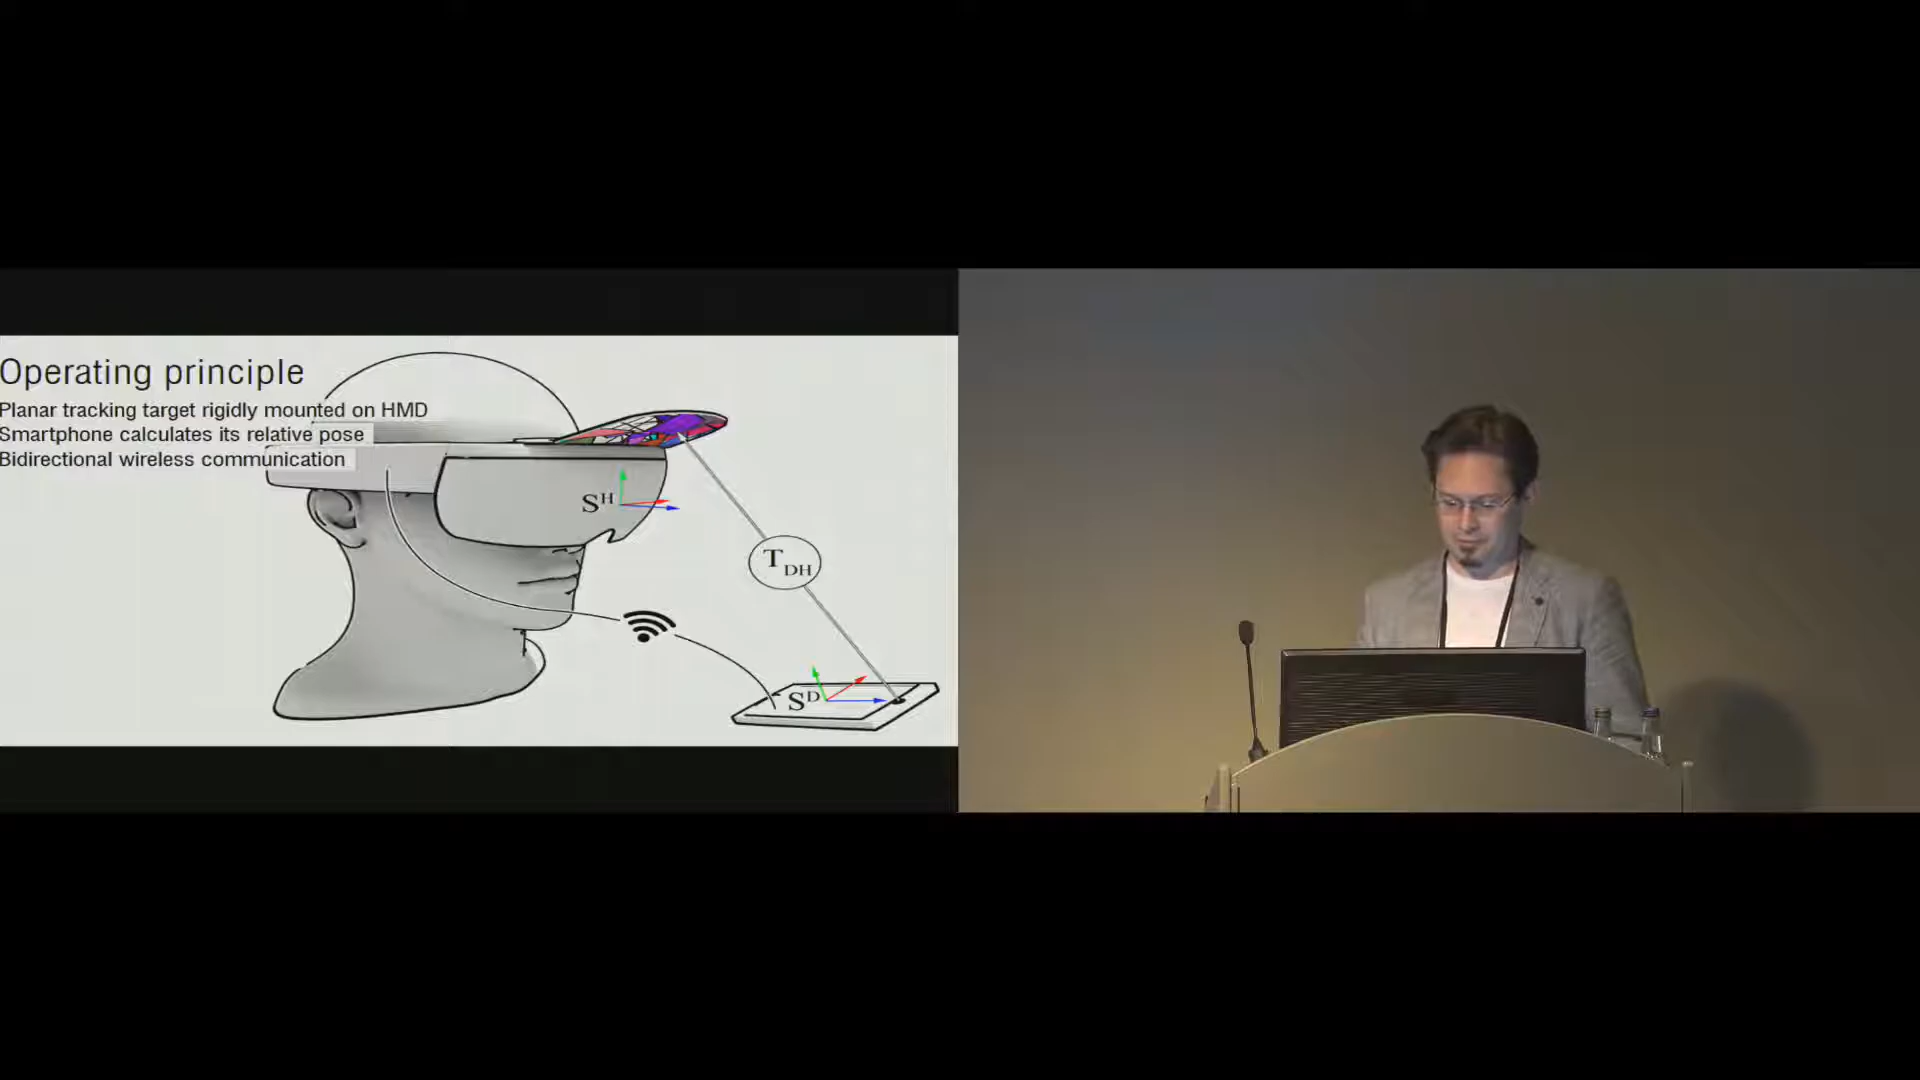 Operating principle
Planar tracking target rigidly mounted on HMD
Smartphone calculates its relative pose
Bidirectional wireless communication
S^H
T_DH
S^D